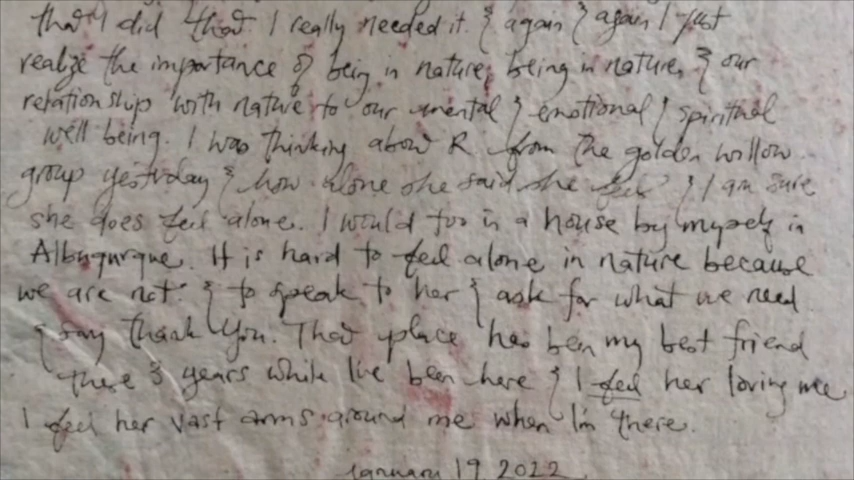 that I did that. I really needed it. & again & again I just
realize the importance of being in nature, being in nature, & our
relationship with nature to our mental & emotional & spiritual
well being. I was thinking about R. from the golden willow
group yesterday & how alone she said she feels & I am sure
she does feel alone. I would too in a house by myself in
Albuquerque. It is hard to feel alone in nature because
we are not. & to speak to her & ask for what we need
& say thank you. That place has been my best friend
these 3 years while I've been here & I feel her loving me
I feel her vast arms around me when I'm there.
January 19, 2022